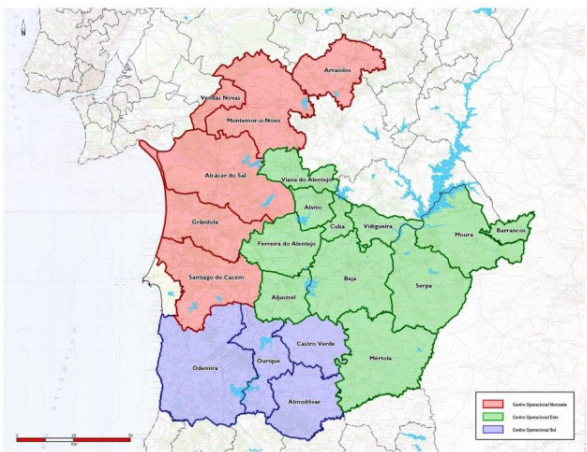 Arraiolos
Vendas Novas
Montemor-o-Novo
Alcácer do Sal
Viana do Alentejo
Alvito
Grândola
Cuba
Vidigueira
Moura
Barrancos
Ferreira do Alentejo
Santiago do Cacém
Beja
Serpa
Aljustrel
Castro Verde
Ourique
Odemira
Mértola
Almodôvar
Centro Operacional Noroeste
Centro Operacional Este
Centro Operacional Sul